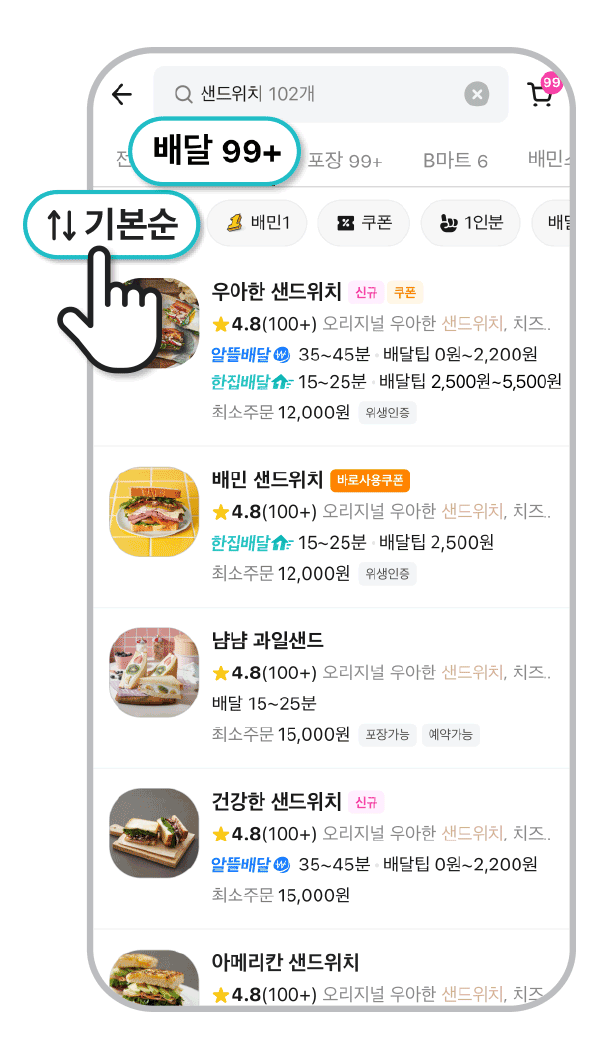 샌드위치 102개
99
전
배달 99+
포장 99+
B마트 6
배민
기본순
배민1
쿠폰
1인분
우아한 샌드위치 신규 쿠폰
4.8(100+) 오리지널 우아한 샌드위치, 치즈..
알뜰배달 35~45분 · 배달팁 0원~2,200원
한집배달 15~25분 · 배달팁 2,500원~5,500원
최소주문 12,000원 위생인증
배민 샌드위치 바로사용쿠폰
4.8(100+) 오리지널 우아한 샌드위치, 치즈..
한집배달 15~25분 · 배달팁 2,500원
최소주문 12,000원 위생인증
냠냠 과일샌드
4.8(100+) 오리지널 우아한 샌드위치, 치즈..
배달 15~25분
최소주문 15,000원 포장가능 예약가능
건강한 샌드위치 신규
4.8(100+) 오리지널 우아한 샌드위치, 치즈..
알뜰배달 35~45분 · 배달팁 0원~2,200원
최소주문 15,000원
아메리칸 샌드위치
4.8(100+) 오리지널 우아한 샌드위치, 치즈..